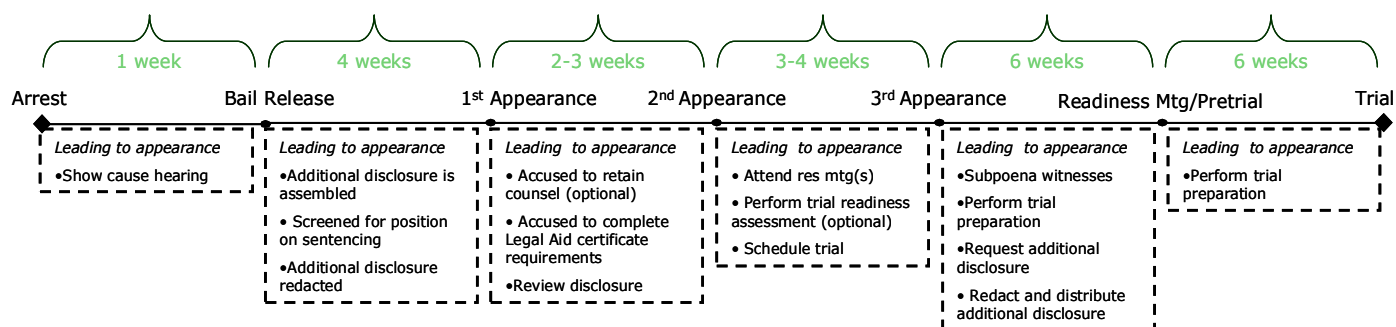 1 week
4 weeks
2-3 weeks
3-4 weeks
6 weeks
6 weeks
Arrest
Bail Release
1st Appearance
2nd Appearance
3rd Appearance
Readiness Mtg/Pretrial
Trial
Leading to appearance
•Show cause hearing
Leading to appearance
•Additional disclosure is
assembled
• Screened for position
on sentencing
•Additional disclosure
redacted
Leading to appearance
• Accused to retain
counsel (optional)
• Accused to complete
Legal Aid certificate
requirements
•Review disclosure
Leading to appearance
• Attend res mtg(s)
• Perform trial readiness
assessment (optional)
• Schedule trial
Leading to appearance
•Subpoena witnesses
•Perform trial
preparation
•Request additional
disclosure
• Redact and distribute
additional disclosure
Leading to appearance
•Perform trial
preparation